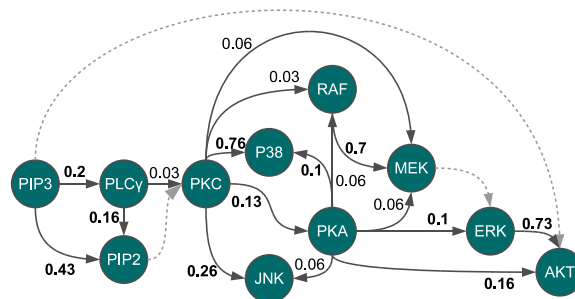 0.06
0.03
RAF
0.76
P38
0.7
MEK
PIP3
0.2
PLCγ
0.03
PKC
0.1
0.06
0.13
0.06
0.16
PKA
0.1
ERK
0.73
0.43
PIP2
0.26
JNK
0.06
0.16
AKT